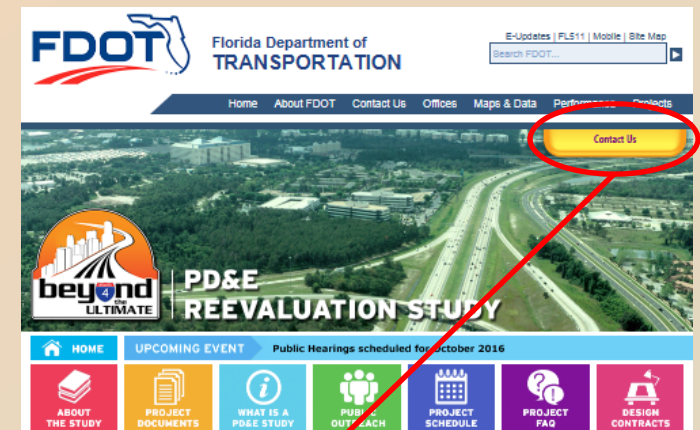 FDOT
Florida Department of
TRANSPORTATION
E-Updates | FL511 | Mobile | Site Map
Search FDOT...
Home About FDOT Contact Us Offices Maps & Data Performance Projects
Contact Us
beyond
4
the
ULTIMATE
PD&E
REEVALUATION STUDY
HOME
UPCOMING EVENT
Public Hearings scheduled for October 2016
ABOUT
THE STUDY
PROJECT
DOCUMENTS
WHAT IS A
PD&E STUDY
PUBLIC
OUTREACH
PROJECT
SCHEDULE
PROJECT
FAQ
DESIGN
CONTRACTS